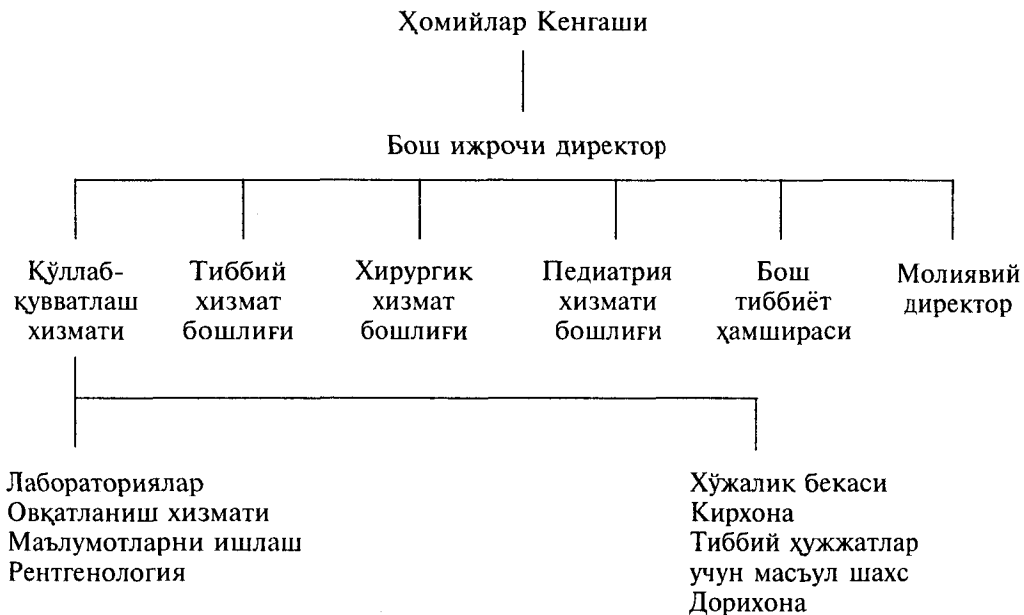 Ҳомийлар Кенгаши
Бош ижрочи директор
Қўллаб-
қувватлаш
хизмати
Тиббий
хизмат
бошлиғи
Хирургик
хизмат
бошлиғи
Педиатрия
хизмати
бошлиғи
Бош
тиббиёт
ҳамшираси
Молиявий
директор
Лабораториялар
Овқатланиш хизмати
Маълумотларни ишлаш
Рентгенология
Хўжалик бекаси
Кирхона
Тиббий ҳужжатлар
учун масъул шахс
Дорихона